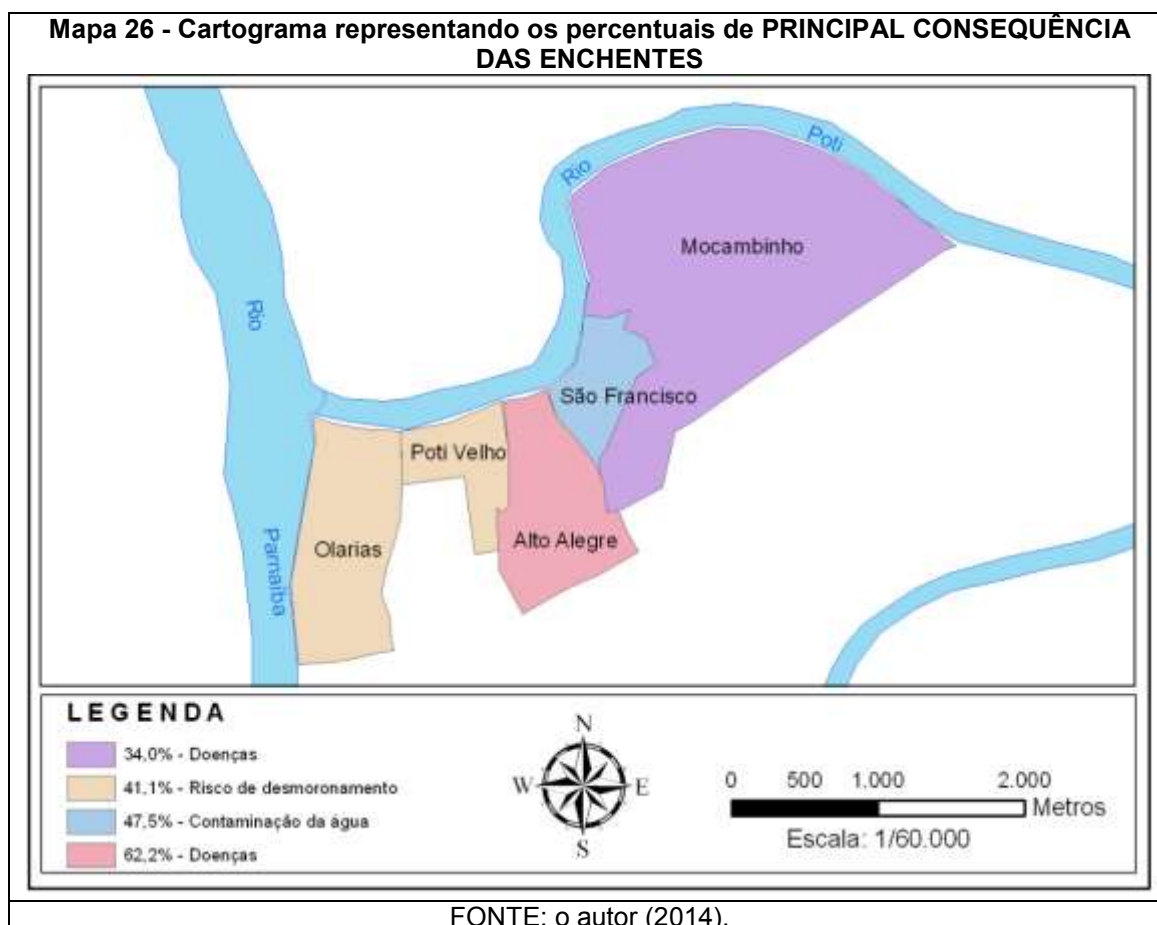 Mapa 26 - Cartograma representando os percentuais de PRINCIPAL CONSEQUÊNCIA
DAS ENCHENTES
Rio
Poti
Mocambinho
Rio
São Francisco
Poti Velho
Olarias
Alto Alegre
Parnaíba
LEGENDA
34,0% - Doenças
41,1% - Risco de desmoronamento
47,5% - Contaminação da água
62,2% - Doenças
N
W
E
S
0 500 1.000 2.000
Metros
Escala: 1/60.000
FONTE: o autor (2014).